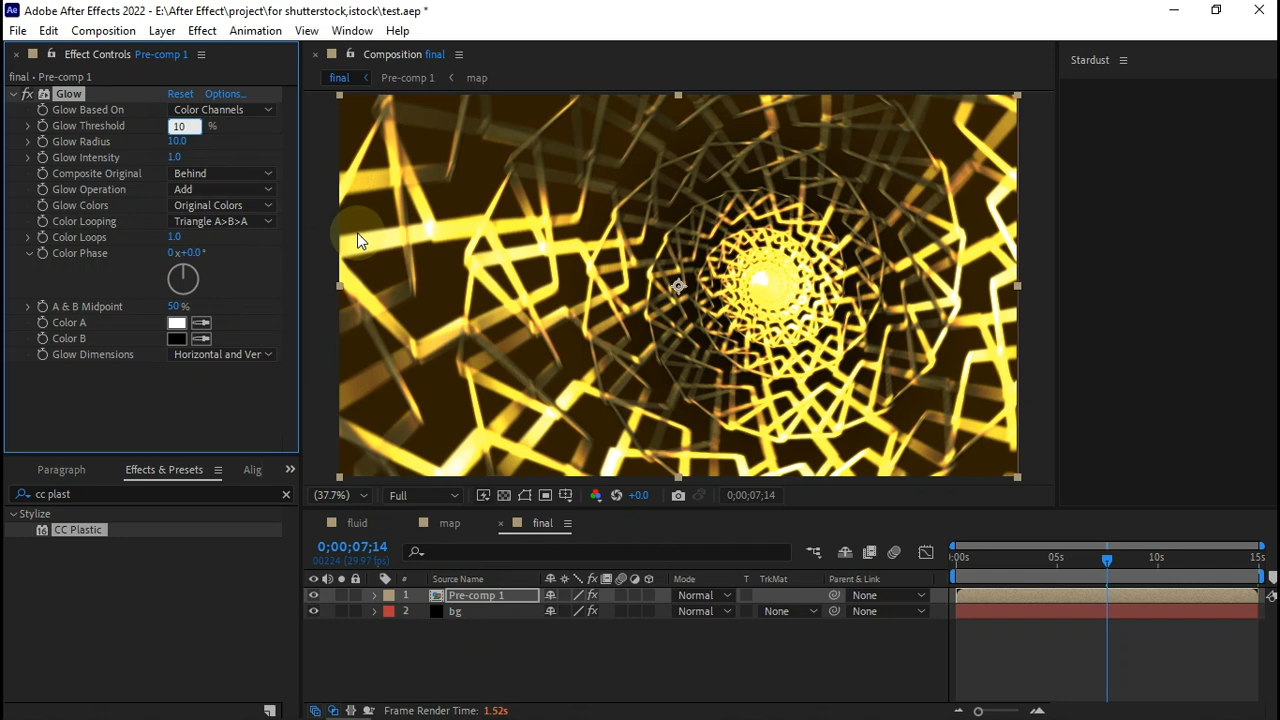 Adobe After Effects 2022 - E:\After Effect\project\for shutterstock,istock\test.aep *
File Edit Composition Layer Effect Animation View Window Help
Effect Controls Pre-comp 1
Composition final
Stardust
final • Pre-comp 1
final Pre-comp 1 map
fx Glow Reset Options...
Glow Based On Color Channels
Glow Threshold 10 %
Glow Radius 10.0
Glow Intensity 1.0
Composite Original Behind
Glow Operation Add
Glow Colors Original Colors
Color Looping Triangle A>B>A
Color Loops 1.0
Color Phase 0 x+0.0°
A & B Midpoint 50 %
Color A
Color B
Glow Dimensions Horizontal and Ver
Paragraph Effects & Presets Alig
cc plast
Stylize
CC Plastic
(37.7%) Full +0.0 0;00;07;14
fluid map final
0;00;07;14
00224 (29.97 fps)
:00s 05s 10s 15s
# Source Name fx Mode T TrkMat Parent & Link
1 Pre-comp 1 fx Normal None
2 bg fx Normal None None
Frame Render Time: 1.52s